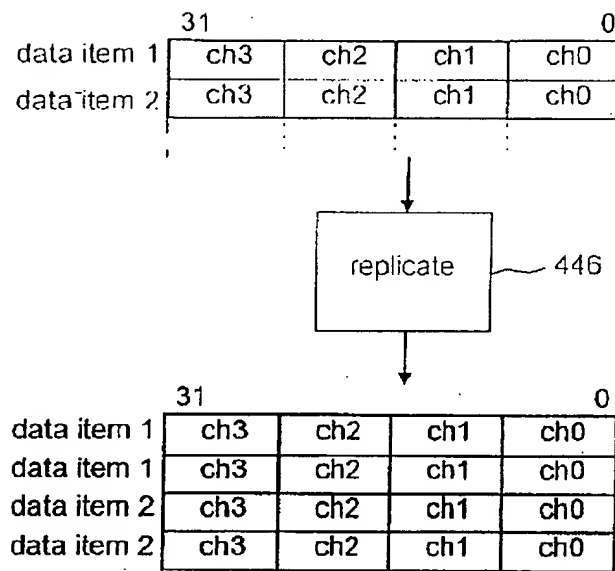 31 0
data item 1 ch3 ch2 ch1 ch0
data item 2 ch3 ch2 ch1 ch0
replicate 446
31 0
data item 1 ch3 ch2 ch1 ch0
data item 1 ch3 ch2 ch1 ch0
data item 2 ch3 ch2 ch1 ch0
data item 2 ch3 ch2 ch1 ch0